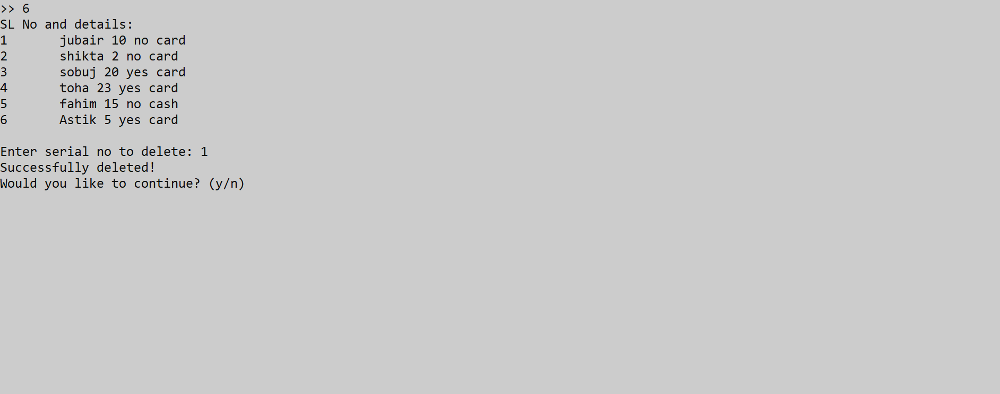 >> 6
SL No and details:
1       jubair 10 no card
2       shikta 2 no card
3       sobuj 20 yes card
4       toha 23 yes card
5       fahim 15 no cash
6       Astik 5 yes card

Enter serial no to delete: 1
Successfully deleted!
Would you like to continue? (y/n)